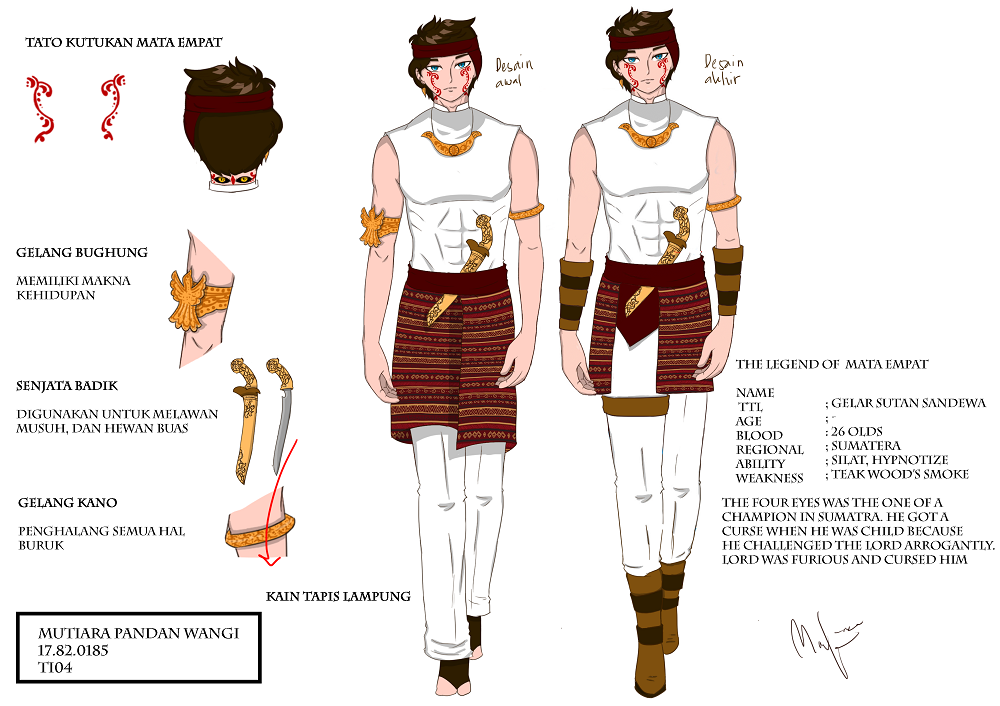 TATO KUTUKAN MATA EMPAT
Desain
awal
Desain
akhir
GELANG BUGHUNG
MEMILIKI MAKNA
KEHIDUPAN
SENJATA BADIK
DIGUNAKAN UNTUK MELAWAN
MUSUH, DAN HEWAN BUAS
GELANG KANO
PENGHALANG SEMUA HAL
BURUK
KAIN TAPIS LAMPUNG
MUTIARA PANDAN WANGI
17.82.0185
TI04
THE LEGEND OF MATA EMPAT
NAME ; GELAR SUTAN SANDEWA
TTL ; -
AGE : 26 OLDS
BLOOD
REGIONAL ; SUMATERA
ABILITY ; SILAT, HYPNOTIZE
WEAKNESS ; TEAK WOOD'S SMOKE
THE FOUR EYES WAS THE ONE OF A
CHAMPION IN SUMATRA. HE GOT A
CURSE WHEN HE WAS CHILD BECAUSE
HE CHALLENGED THE LORD ARROGANTLY.
LORD WAS FURIOUS AND CURSED HIM